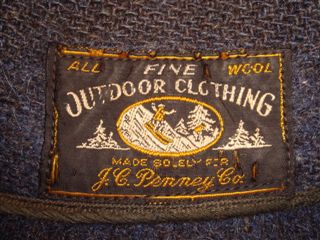 ALL FINE WOOL
OUTDOOR CLOTHING
MADE SOLELY FOR
J.C. Penney Co.